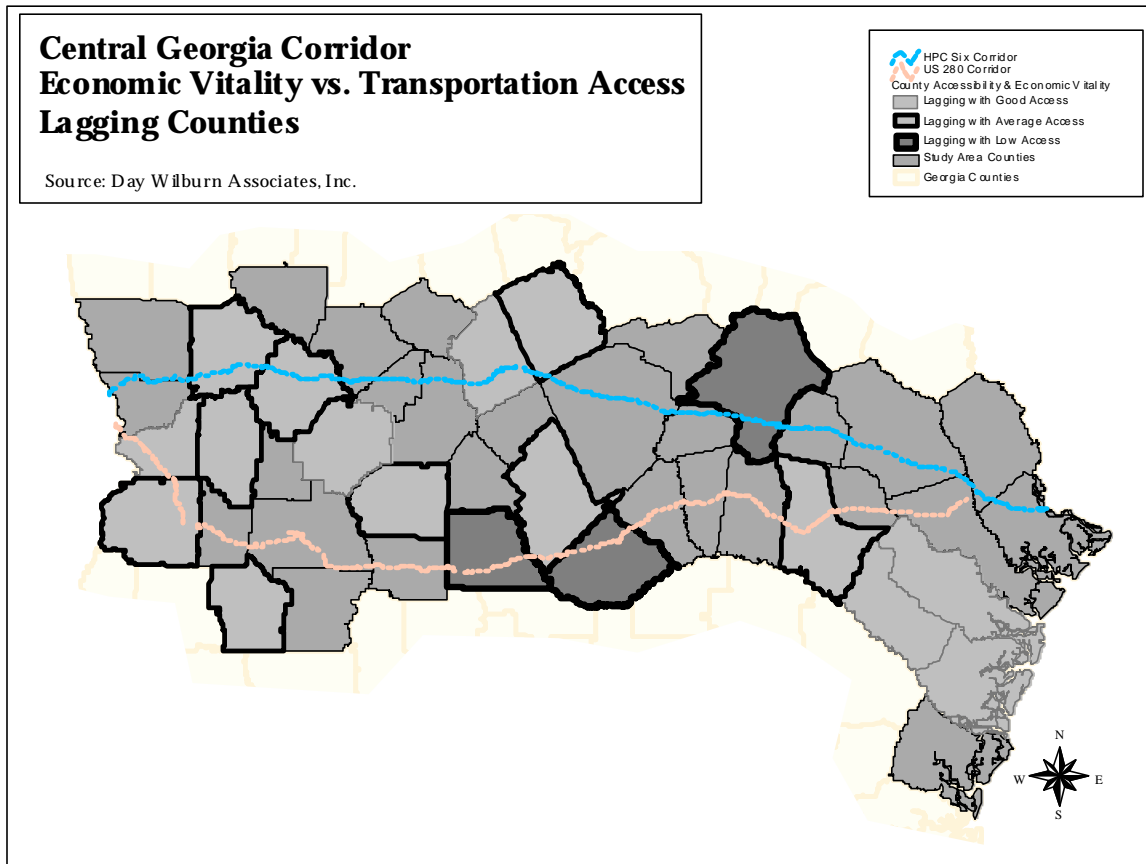 Central Georgia Corridor
Economic Vitality vs. Transportation Access
Lagging Counties
Source: Day Wilburn Associates, Inc.
HPC Six Corridor
US 280 Corridor
County Accessibility & Economic Vitality
Lagging with Good Access
Lagging with Average Access
Lagging with Low Access
Study Area Counties
Georgia Counties
N
W E
S